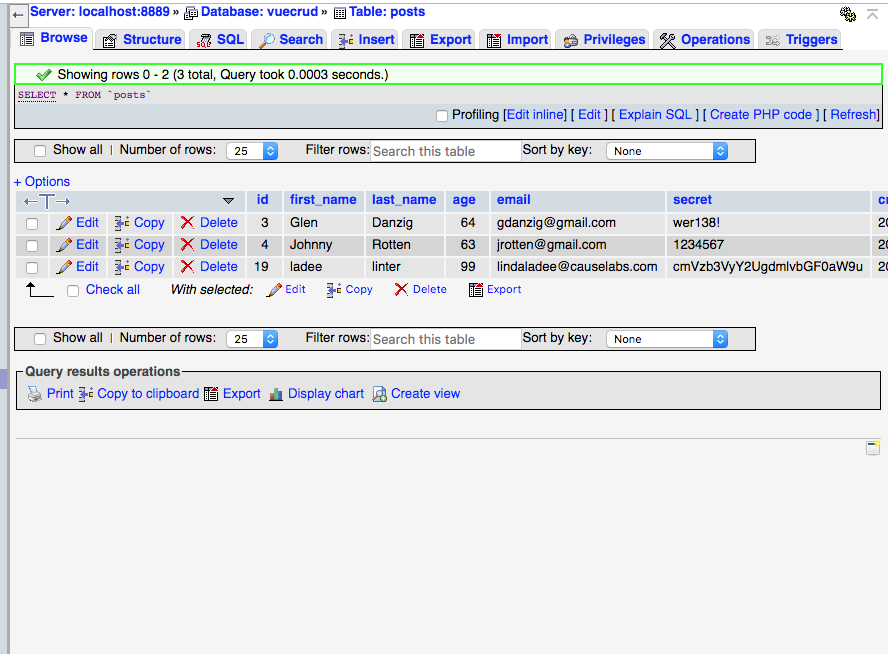 Server: localhost:8889 » Database: vuecrud » Table: posts
Browse Structure SQL Search Insert Export Import Privileges Operations Triggers
Showing rows 0 - 2 (3 total, Query took 0.0003 seconds.)
SELECT * FROM `posts`
Profiling [Edit inline] [ Edit ] [ Explain SQL ] [ Create PHP code ] [ Refresh]
Show all | Number of rows: 25 Filter rows: Search this table Sort by key: None
+ Options
←T→ id first_name last_name age email secret
Edit Copy Delete 3 Glen Danzig 64 gdanzig@gmail.com wer138! 20
Edit Copy Delete 4 Johnny Rotten 63 jrotten@gmail.com 1234567 20
Edit Copy Delete 19 ladee linter 99 lindaladee@causelabs.com cmVzb3VyY2UgdmlvbGF0aW9u 20
Check all With selected: Edit Copy Delete Export
Show all | Number of rows: 25 Filter rows: Search this table Sort by key: None
Query results operations
Print Copy to clipboard Export Display chart Create view